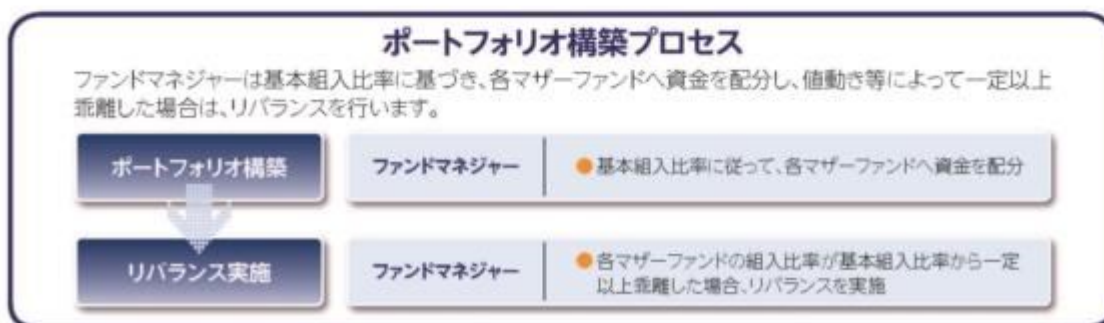 ポートフォリオ構築プロセス
ファンドマネジャーは基本組入比率に基づき、各マザーファンドへ資金を配分し、値動き等によって一定以上
乖離した場合は、リバランスを行います。
ポートフォリオ構築
ファンドマネジャー
●基本組入比率に従って、各マザーファンドへ資金を配分
リバランス実施
ファンドマネジャー
●各マザーファンドの組入比率が基本組入比率から一定
以上乖離した場合、リバランスを実施